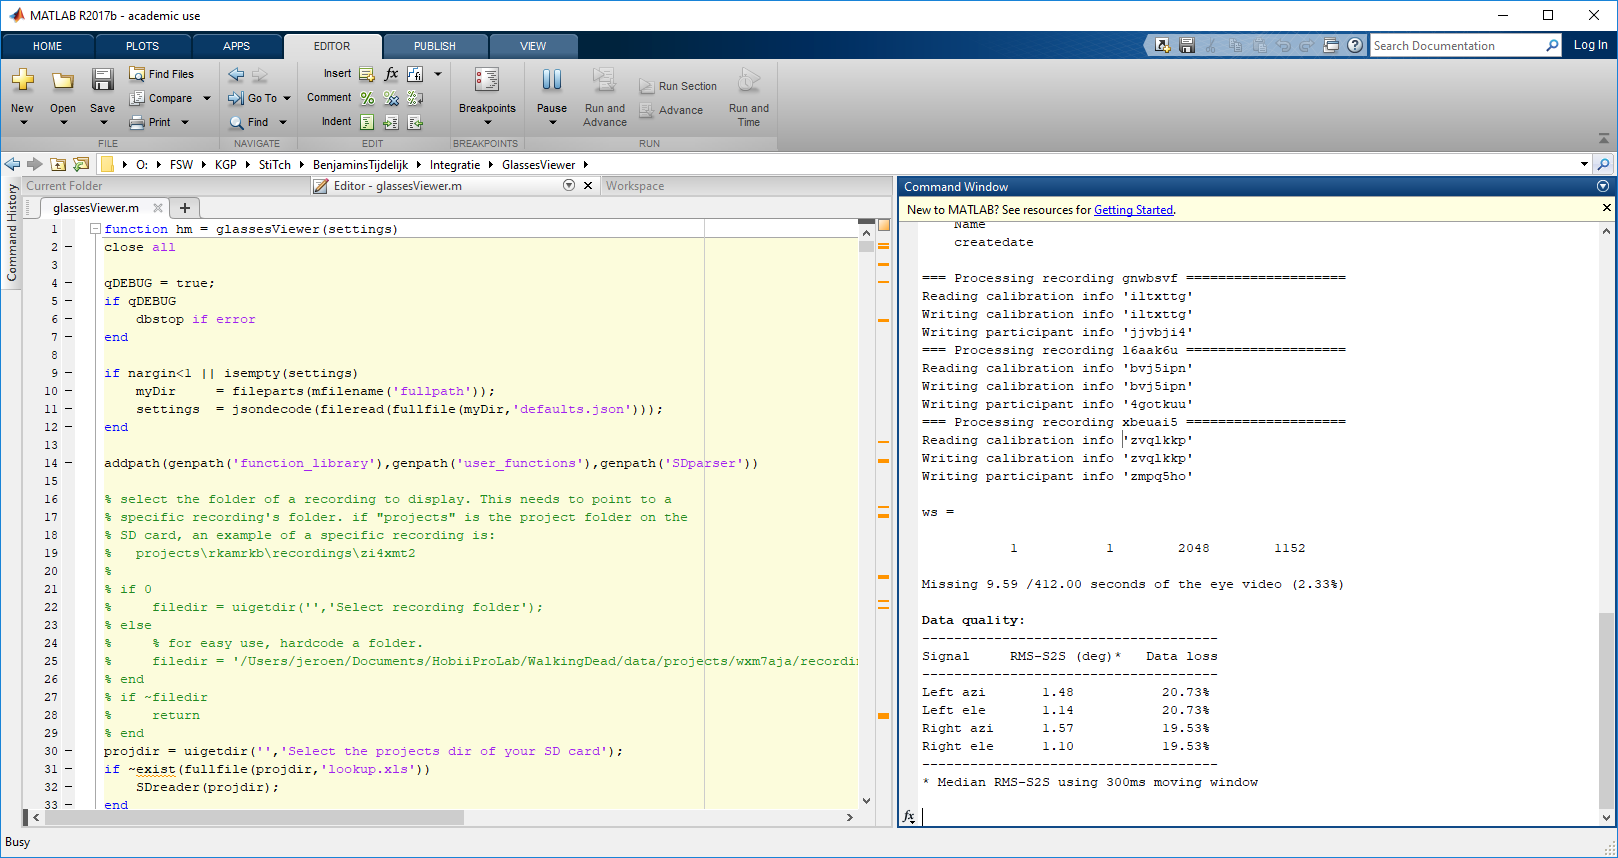 MATLAB R2017b - academic use
HOME PLOTS APPS EDITOR PUBLISH VIEW
Search Documentation
Log In
New
Open
Save
Find Files
Compare
Print
FILE
Go To
Find
NAVIGATE
Insert
Comment
Indent
fx
EDIT
Breakpoints
BREAKPOINTS
Pause
Run and Advance
Run Section
Advance
Run and Time
RUN
O: FSW KGP StiTch BenjaminsTijdelijk Integratie GlassesViewer
Command History
Current Folder
Editor - glassesViewer.m
Workspace
glassesViewer.m
1 function hm = glassesViewer(settings)
2 close all
3
4 qDEBUG = true;
5 if qDEBUG
6 dbstop if error
7 end
8
9 if nargin<1 || isempty(settings)
10 myDir = fileparts(mfilename('fullpath'));
11 settings = jsondecode(fileread(fullfile(myDir,'defaults.json')));
12 end
13
14 addpath(genpath('function_library'),genpath('user_functions'),genpath('SDparser'))
15
16 % select the folder of a recording to display. This needs to point to a
17 % specific recording's folder. if "projects" is the project folder on the
18 % SD card, an example of a specific recording is:
19 % projects\rkamrkb\recordings\zi4xmt2
20 %
21 % if 0
22 % filedir = uigetdir('','Select recording folder');
23 % else
24 % % for easy use, hardcode a folder.
25 % filedir = '/Users/jeroen/Documents/HobiiProLab/WalkingDead/data/projects/wxm7aja/recordin
26 % end
27 % if ~filedir
28 % return
29 % end
30 projdir = uigetdir('','Select the projects dir of your SD card');
31 if ~exist(fullfile(projdir,'lookup.xls'))
32 SDreader(projdir);
33 end
Command Window
New to MATLAB? See resources for Getting Started.
Name
createdate
=== Processing recording gnwbsvf ====================
Reading calibration info 'iltxttg'
Writing calibration info 'iltxttg'
Writing participant info 'jjvbji4'
=== Processing recording l6aak6u ====================
Reading calibration info 'bvj5ipn'
Writing calibration info 'bvj5ipn'
Writing participant info '4gotkuu'
=== Processing recording xbeuai5 ====================
Reading calibration info 'zvqlkkp'
Writing calibration info 'zvqlkkp'
Writing participant info 'zmpq5ho'
ws =
1 1 2048 1152
Missing 9.59 /412.00 seconds of the eye video (2.33%)
Data quality:
-------------------------------------
Signal RMS-S2S (deg)* Data loss
-------------------------------------
Left azi 1.48 20.73%
Left ele 1.14 20.73%
Right azi 1.57 19.53%
Right ele 1.10 19.53%
-------------------------------------
* Median RMS-S2S using 300ms moving window
fx
Busy